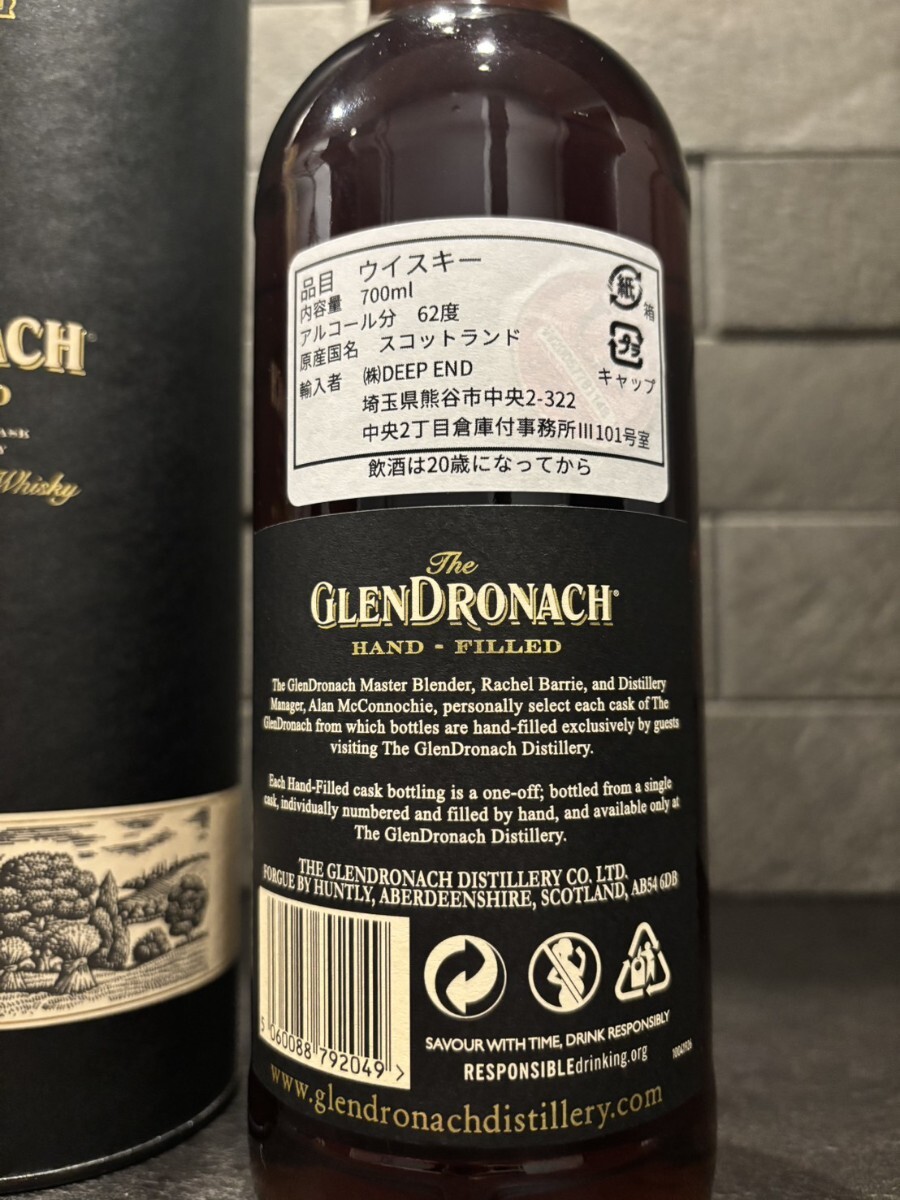 ACH
Whisky
品目 ウイスキー
内容量 700ml
アルコール分 62度
原産国名 スコットランド
輸入者 ㈱DEEP END
埼玉県熊谷市中央2-322
中央2丁目倉庫付事務所Ⅲ101号室
飲酒は20歳になってから
紙
箱
プラ
キャップ
The
GLENDRONACH
HAND - FILLED
The GlenDronach Master Blender, Rachel Barrie, and Distillery
Manager, Alan McConnochie, personally select each cask of The
GlenDronach from which bottles are hand-filled exclusively by guests
visiting The GlenDronach Distillery.
Each Hand-Filled cask bottling is a one-off; bottled from a single
cask, individually numbered and filled by hand, and available only at
The GlenDronach Distillery.
THE GLENDRONACH DISTILLERY CO. LTD.
FORGUE BY HUNTLY, ABERDEENSHIRE, SCOTLAND, AB54 6DB
5 060088 792049 >
SAVOUR WITH TIME, DRINK RESPONSIBLY
RESPONSIBLEdrinking.org
www.glendronachdistillery.com